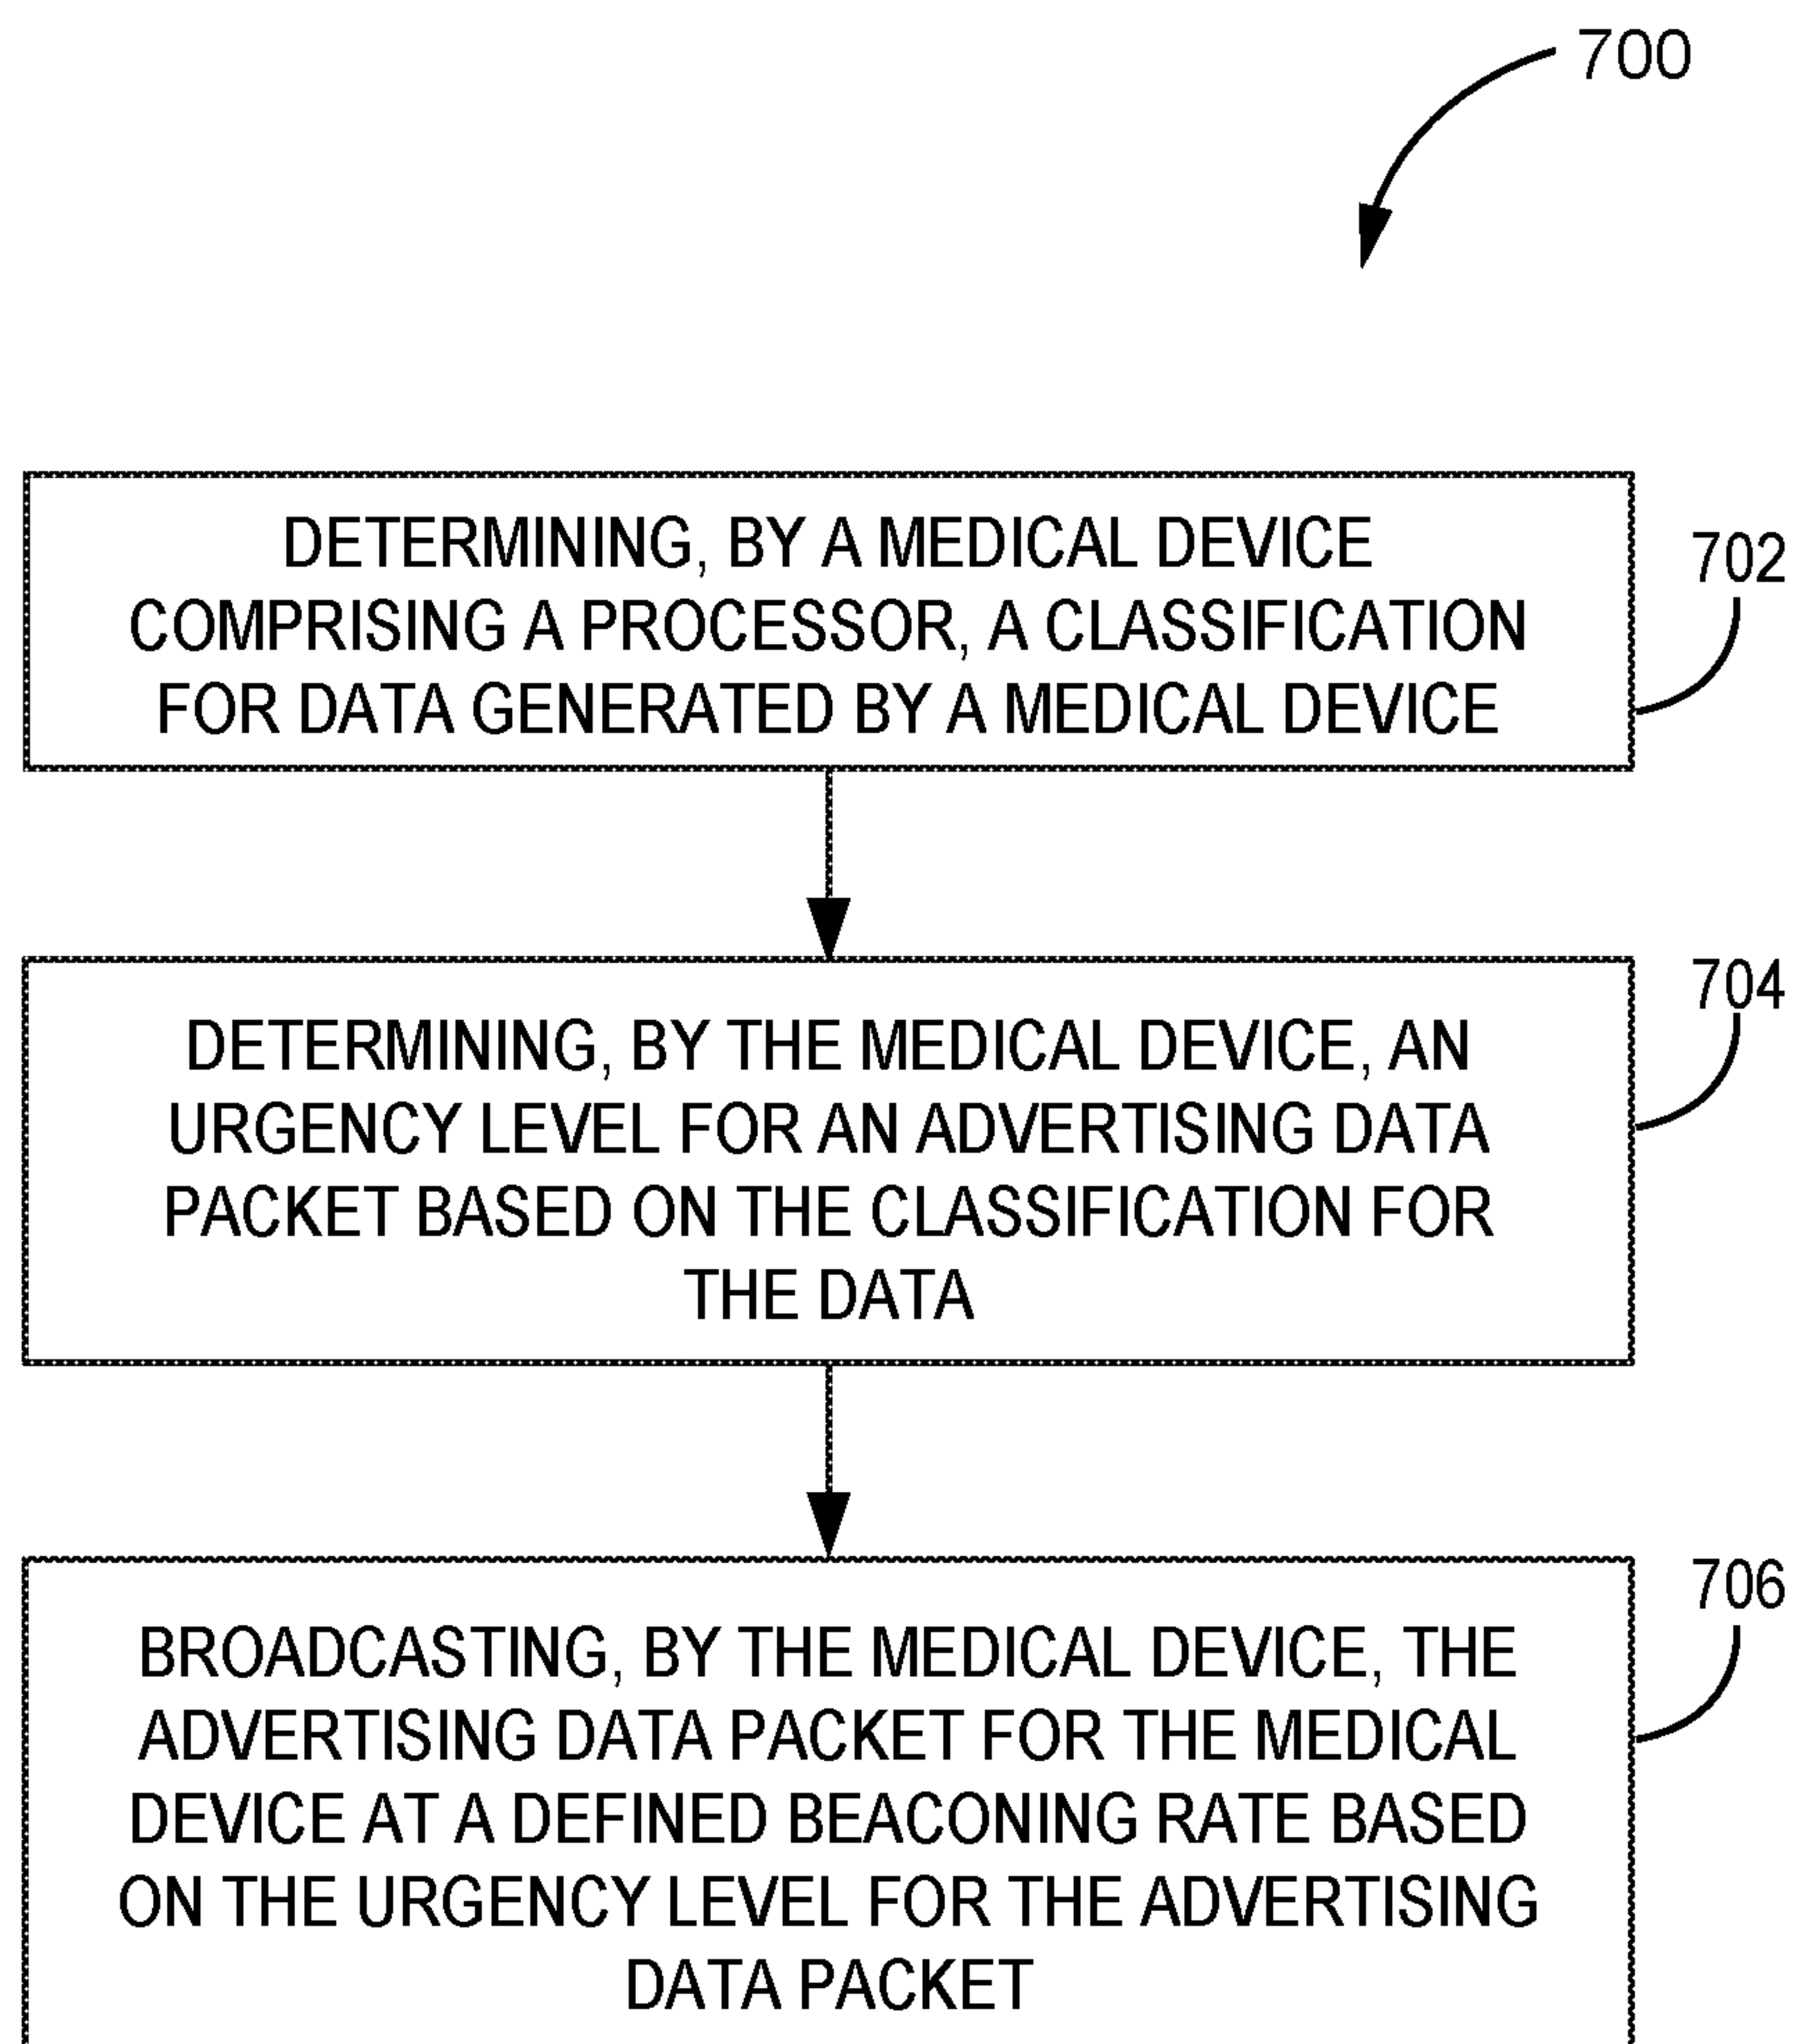 700
DETERMINING, BY A MEDICAL DEVICE
COMPRISING A PROCESSOR, A CLASSIFICATION
FOR DATA GENERATED BY A MEDICAL DEVICE
702
DETERMINING, BY THE MEDICAL DEVICE, AN
URGENCY LEVEL FOR AN ADVERTISING DATA
PACKET BASED ON THE CLASSIFICATION FOR
THE DATA
704
BROADCASTING, BY THE MEDICAL DEVICE, THE
ADVERTISING DATA PACKET FOR THE MEDICAL
DEVICE AT A DEFINED BEACONING RATE BASED
ON THE URGENCY LEVEL FOR THE ADVERTISING
DATA PACKET
706